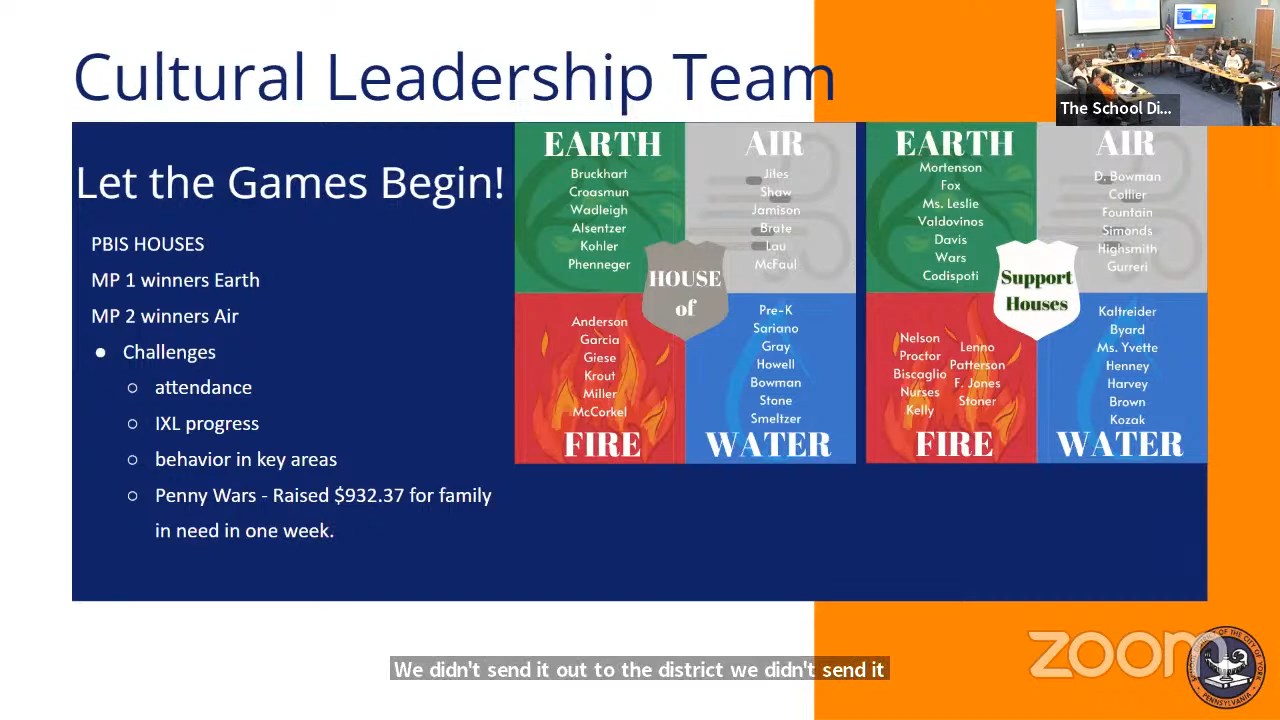 Cultural Leadership Team
The School Di...
Let the Games Begin!
PBIS HOUSES
MP 1 winners Earth
MP 2 winners Air
Challenges
attendance
IXL progress
behavior in key areas
Penny Wars - Raised $932.37 for family
in need in one week.
EARTH
Bruckhart
Croasmun
Wadleigh
Alsentzer
Kohler
Phenneger
AIR
Jiles
Shaw
Jamison
Brate
Lau
McFaul
HOUSE
of
Anderson
Garcia
Giese
Krout
Miller
McCorkel
FIRE
Pre-K
Sariano
Gray
Howell
Bowman
Stone
Smeltzer
WATER
EARTH
Mortenson
Fox
Ms. Leslie
Valdovinos
Davis
Wars
Codispoti
AIR
D. Bowman
Collier
Fountain
Simonds
Highsmith
Gurreri
Support
Houses
Nelson
Proctor
Biscaglio
Nurses
Kelly
Lenno
Patterson
F. Jones
Stoner
FIRE
Kaltreider
Byard
Ms. Yvette
Henney
Harvey
Brown
Kozak
WATER
We didn't send it out to the district we didn't send it
zoom
PENNSYLVANIA